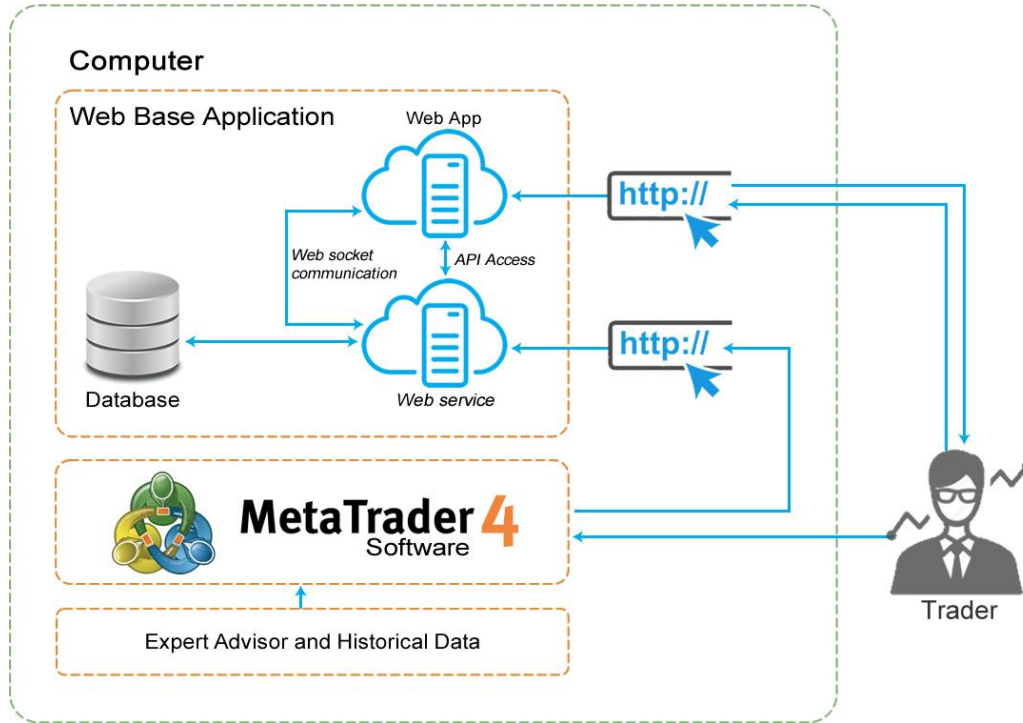 Computer
Web Base Application
Web App
http://
Web socket
communication
API Access
http://
Database
Web service
MetaTrader 4
Software
Trader
Expert Advisor and Historical Data